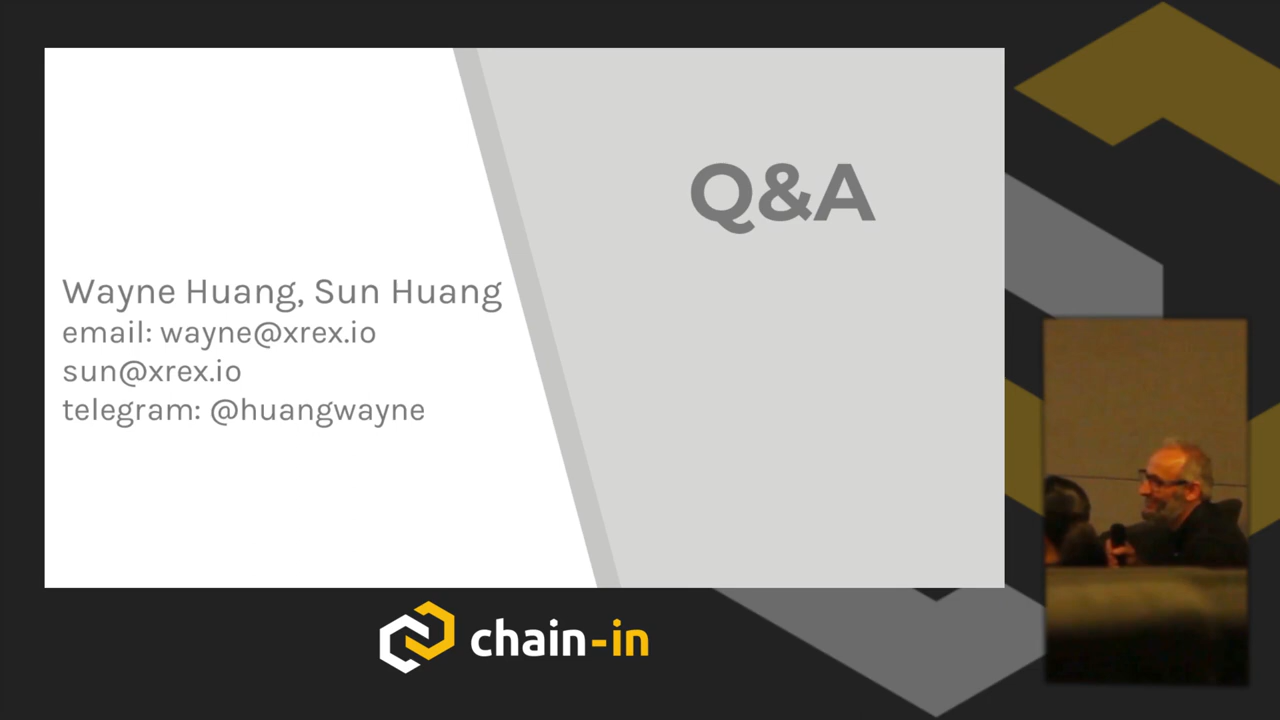 Q&A
Wayne Huang, Sun Huang
email: wayne@xrex.io
sun@xrex.io
telegram: @huangwayne
chain-in